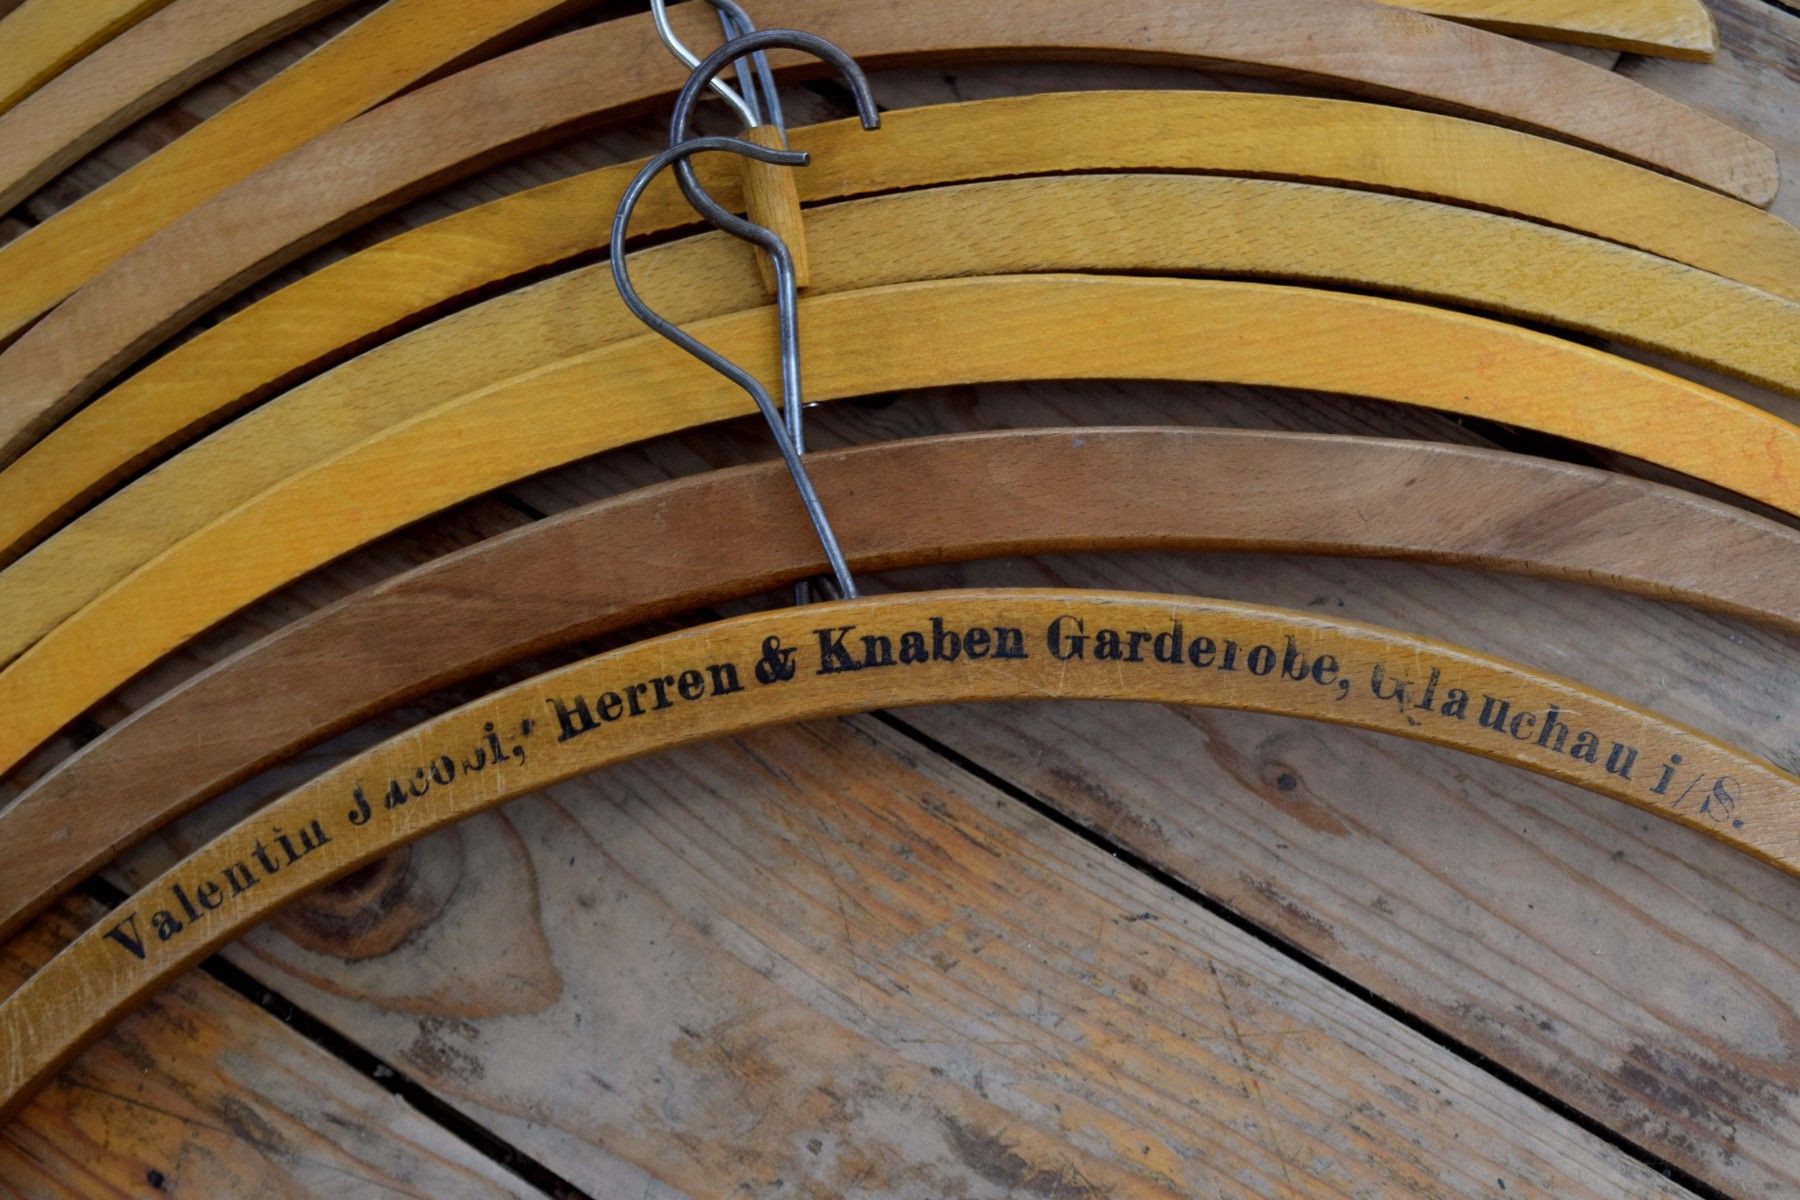 Valentin Jacobi, Herren & Knaben Garderobe, Glauchau i/S.